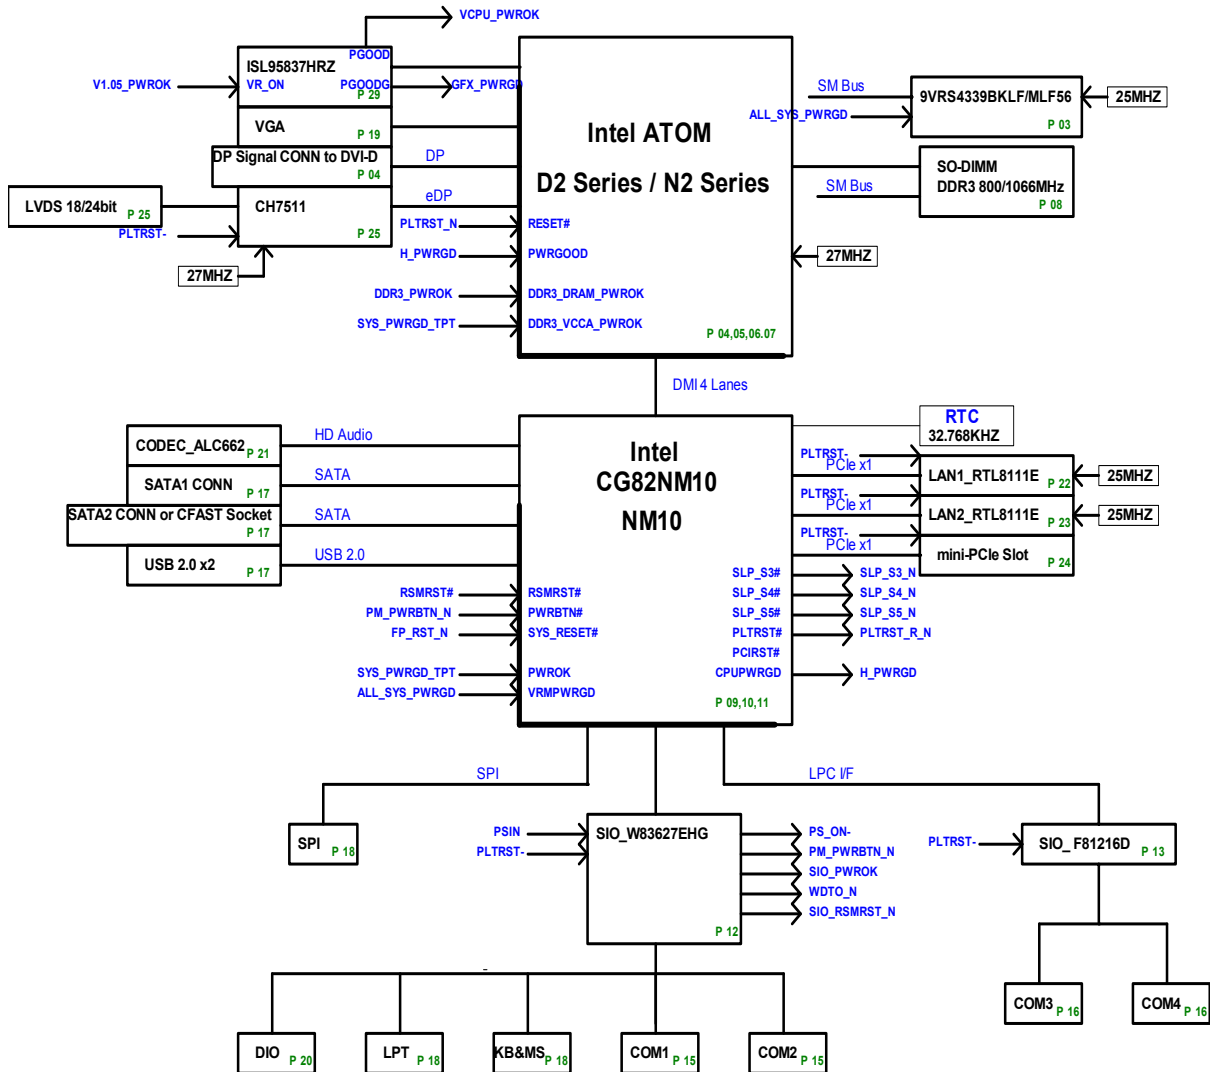 VCPU_PWROK
PGOOD
ISL95837HRZ
V1.05_PWROK
VR_ON
PGOODG
GFX_PWRGD
P 29
VGA
P 19
DP Signal CONN to DVI-D
P 04
DP
LVDS 18/24bit
P 25
CH7511
P 25
eDP
PLTRST-
27MHZ
Intel ATOM
D2 Series / N2 Series
PLTRST_N
RESET#
H_PWRGD
PWRGOOD
DDR3_PWROK
DDR3_DRAM_PWROK
SYS_PWRGD_TPT
DDR3_VCCA_PWROK
P 04,05,06.07
SM Bus
9VRS4339BKLF/MLF56
25MHZ
ALL_SYS_PWRGD
P 03
SO-DIMM
DDR3 800/1066MHz
SM Bus
P 08
27MHZ
DMI 4 Lanes
CODEC_ALC662
P 21
HD Audio
SATA1 CONN
P 17
SATA
SATA2 CONN or CFAST Socket
P 17
SATA
USB 2.0 x2
P 17
USB 2.0
Intel
CG82NM10
NM10
RTC
32.768KHZ
PLTRST-
PCIe x1
LAN1_RTL8111E
P 22
25MHZ
PLTRST-
PCIe x1
LAN2_RTL8111E
P 23
25MHZ
PLTRST-
PCIe x1
mini-PCIe Slot
P 24
RSMRST#
RSMRST#
PM_PWRBTN_N
PWRBTN#
FP_RST_N
SYS_RESET#
SYS_PWRGD_TPT
PWROK
ALL_SYS_PWRGD
VRMPWRGD
SLP_S3#
SLP_S3_N
SLP_S4#
SLP_S4_N
SLP_S5#
SLP_S5_N
PLTRST#
PLTRST_R_N
PCIRST#
CPUPWRGD
H_PWRGD
P 09,10,11
SPI
LPC I/F
SPI
P 18
PSIN
PLTRST-
SIO_W83627EHG
PS_ON-
PM_PWRBTN_N
SIO_PWROK
WDTO_N
SIO_RSMRST_N
P 12
PLTRST-
SIO_ F81216D
P 13
COM3
P 16
COM4
P 16
-
DIO
P 20
LPT
P 18
KB&MS
P 18
COM1
P 15
COM2
P 15